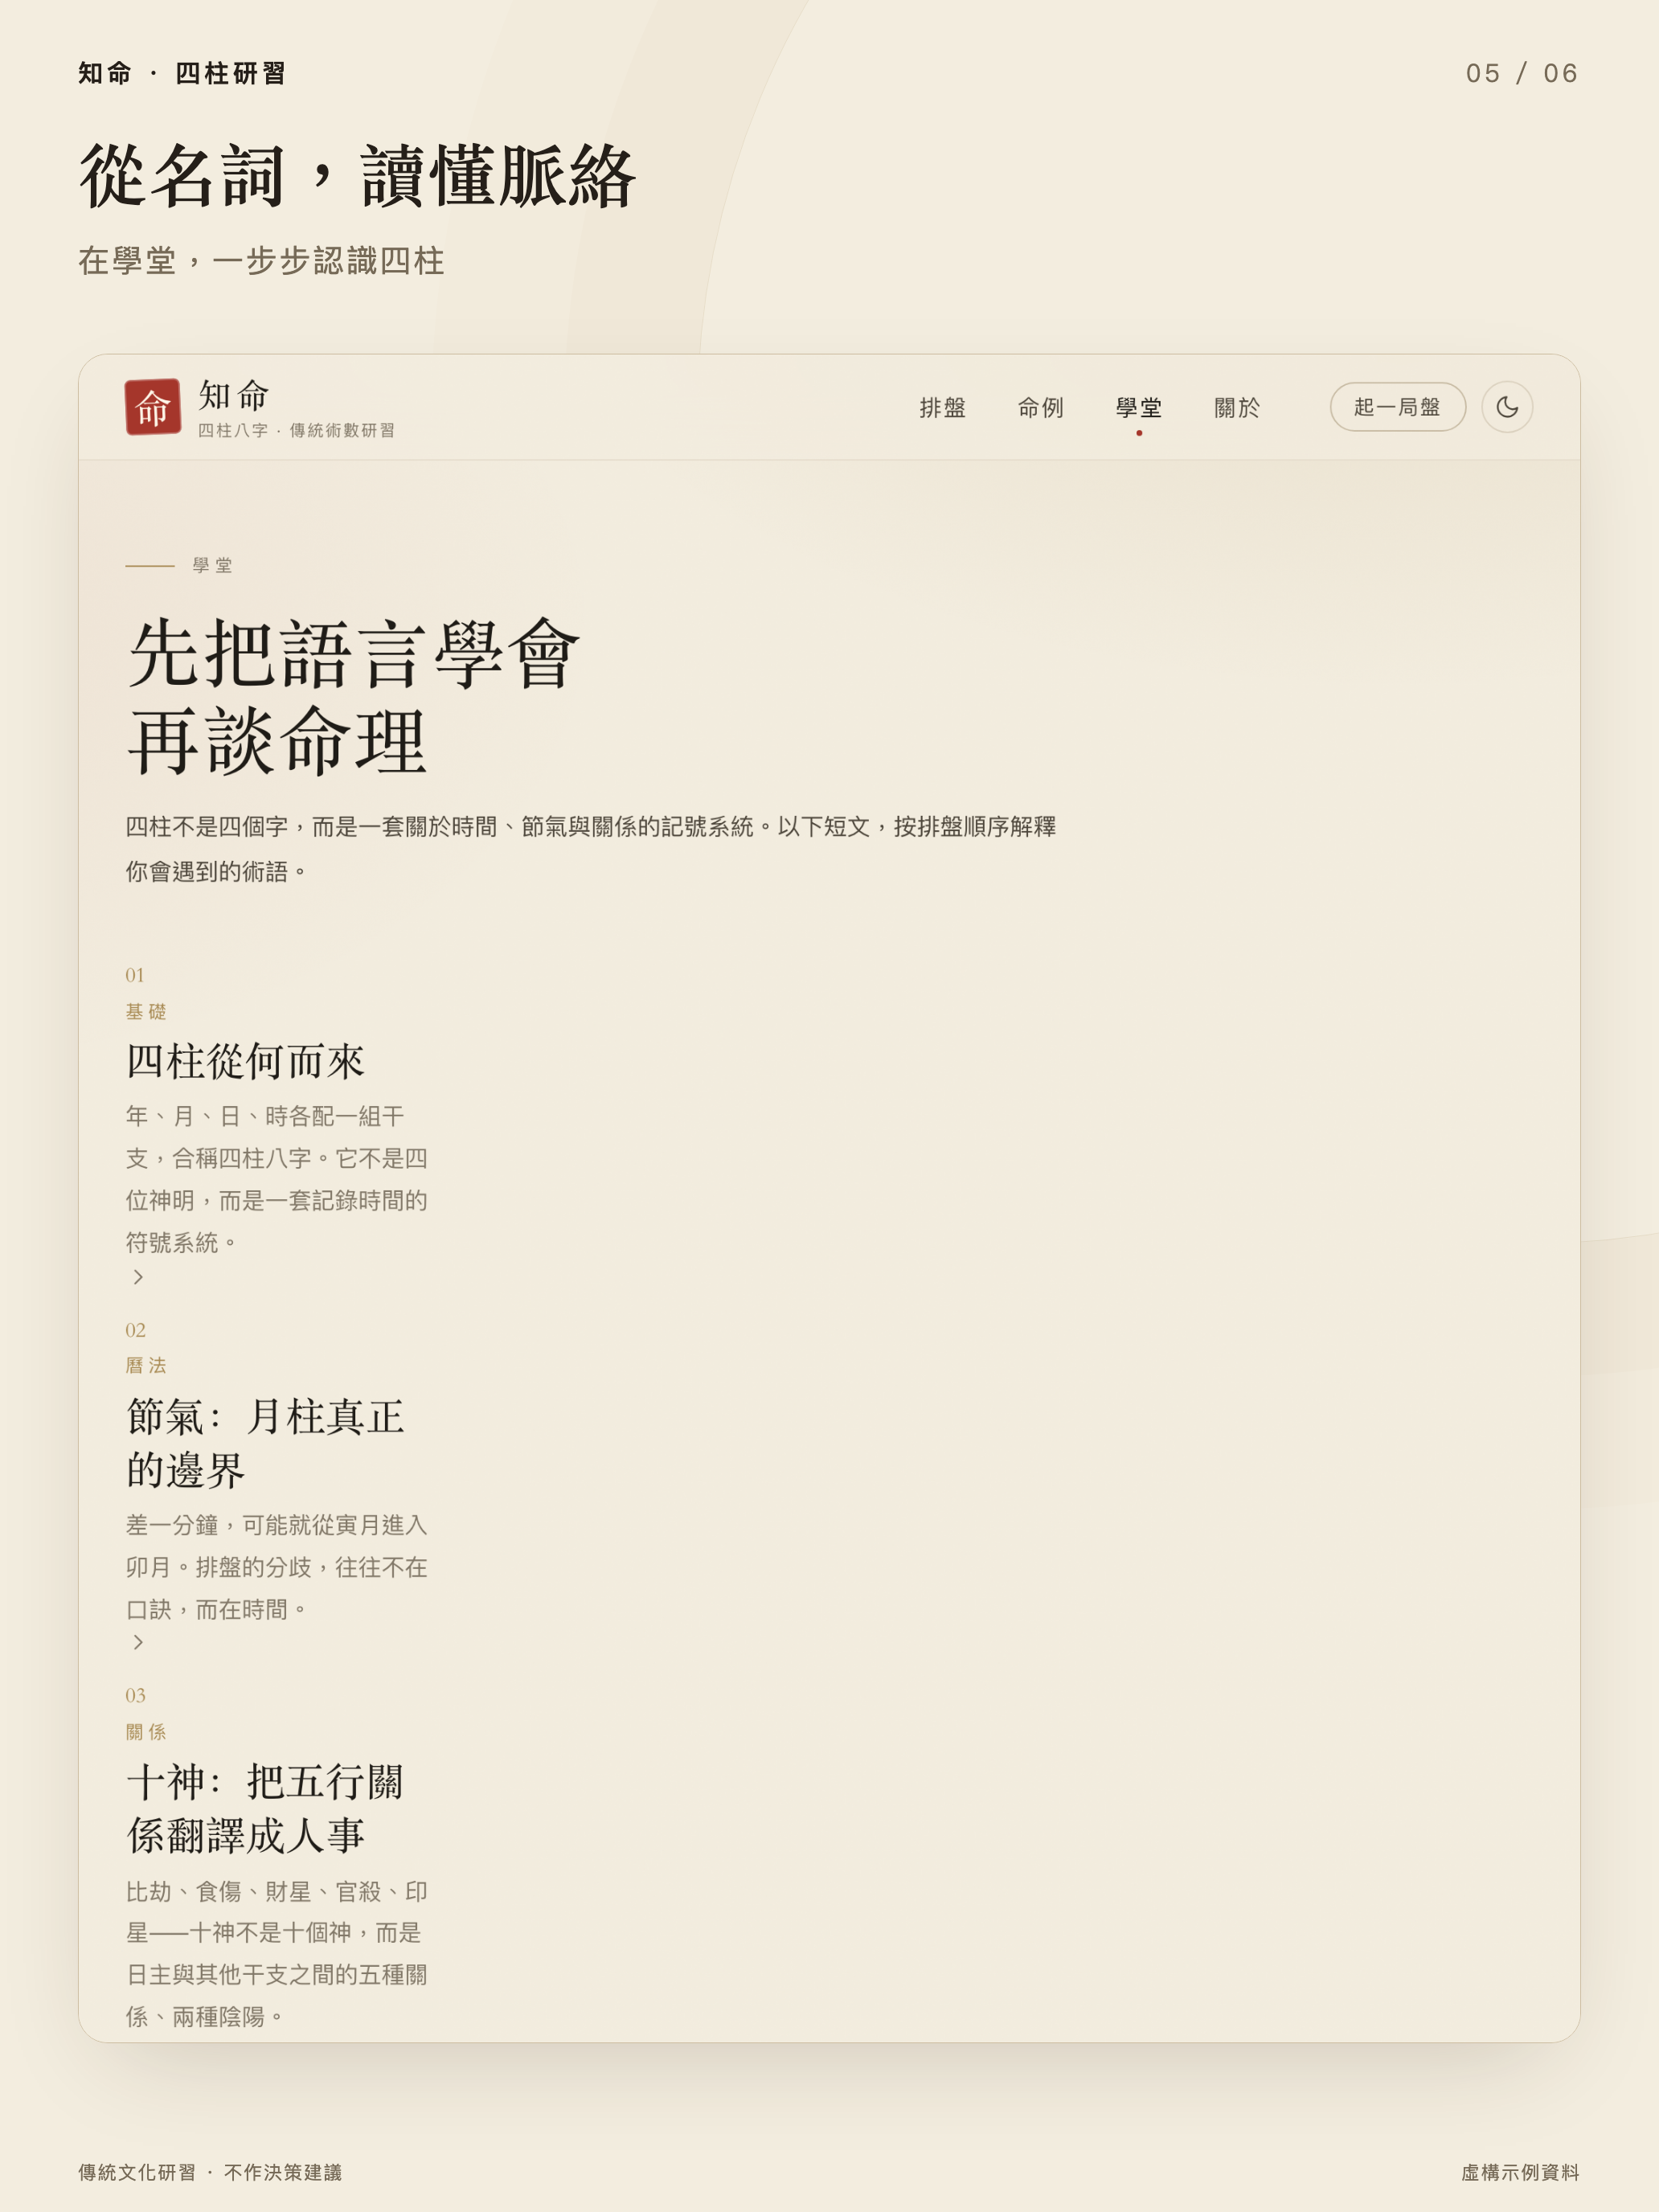 知命 · 四柱研習
05 / 06
從名詞，讀懂脈絡
在學堂，一步步認識四柱
命
知命
四柱八字 · 傳統術數研習
排盤
命例
學堂
關於
起一局盤
學堂
先把語言學會
再談命理
四柱不是四個字，而是一套關於時間、節氣與關係的記號系統。以下短文，按排盤順序解釋
你會遇到的術語。
01
基礎
四柱從何而來
年、月、日、時各配一組干
支，合稱四柱八字。它不是四
位神明，而是一套記錄時間的
符號系統。
02
曆法
節氣：月柱真正
的邊界
差一分鐘，可能就從寅月進入
卯月。排盤的分歧，往往不在
口訣，而在時間。
03
關係
十神：把五行關
係翻譯成人事
比劫、食傷、財星、官殺、印
星——十神不是十個神，而是
日主與其他干支之間的五種關
係、兩種陰陽。
傳統文化研習 · 不作決策建議
虛構示例資料